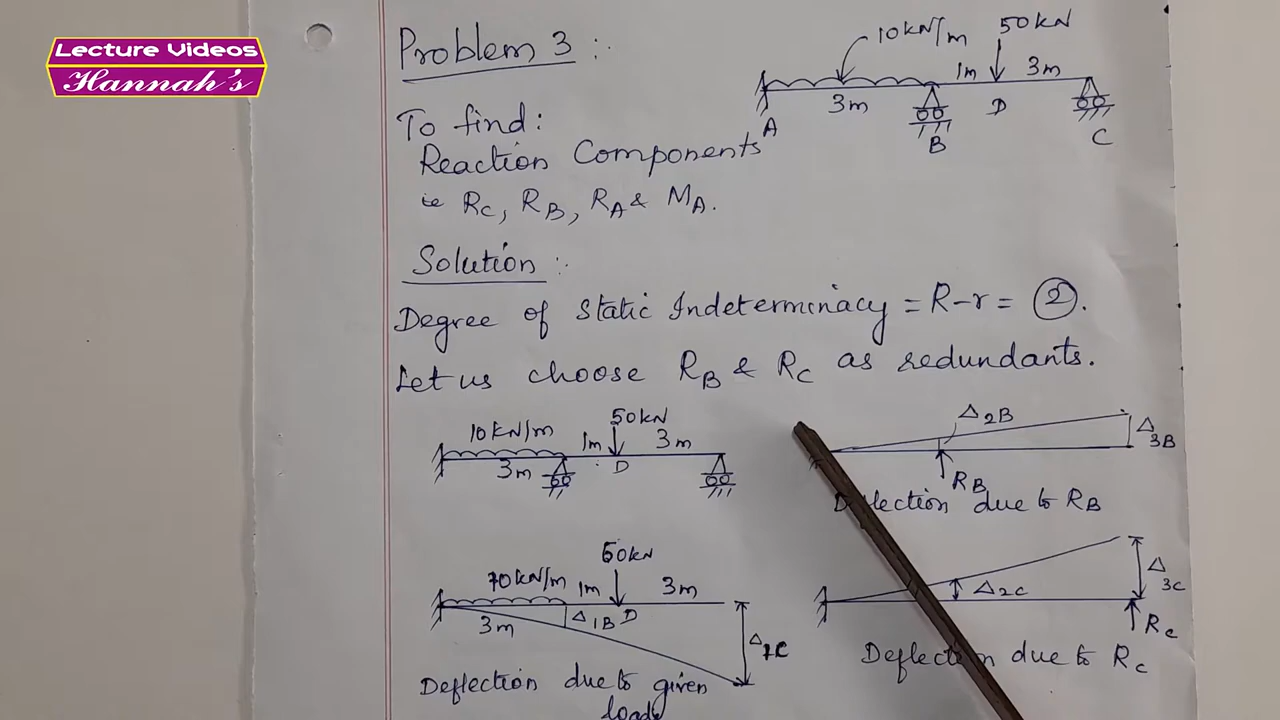 Lecture Videos
Hannah's
Problem 3 :
10kN/m 50kN
1m 3m
3m
A B D C
To find:
Reaction Components
ie RC, RB, RA & MA.
Solution :
Degree of Static Indeterminacy = R-r = 2.
Let us choose RB & RC as redundants.
10kN/m 50kN
1m 3m
3m D
Δ2B Δ3B
RB
Deflection due to RB
50kN
10kN/m 1m 3m
3m Δ1B D
Δ1C
Deflection due to given
loads
Δ2C Δ3C
RC
Deflection due to RC